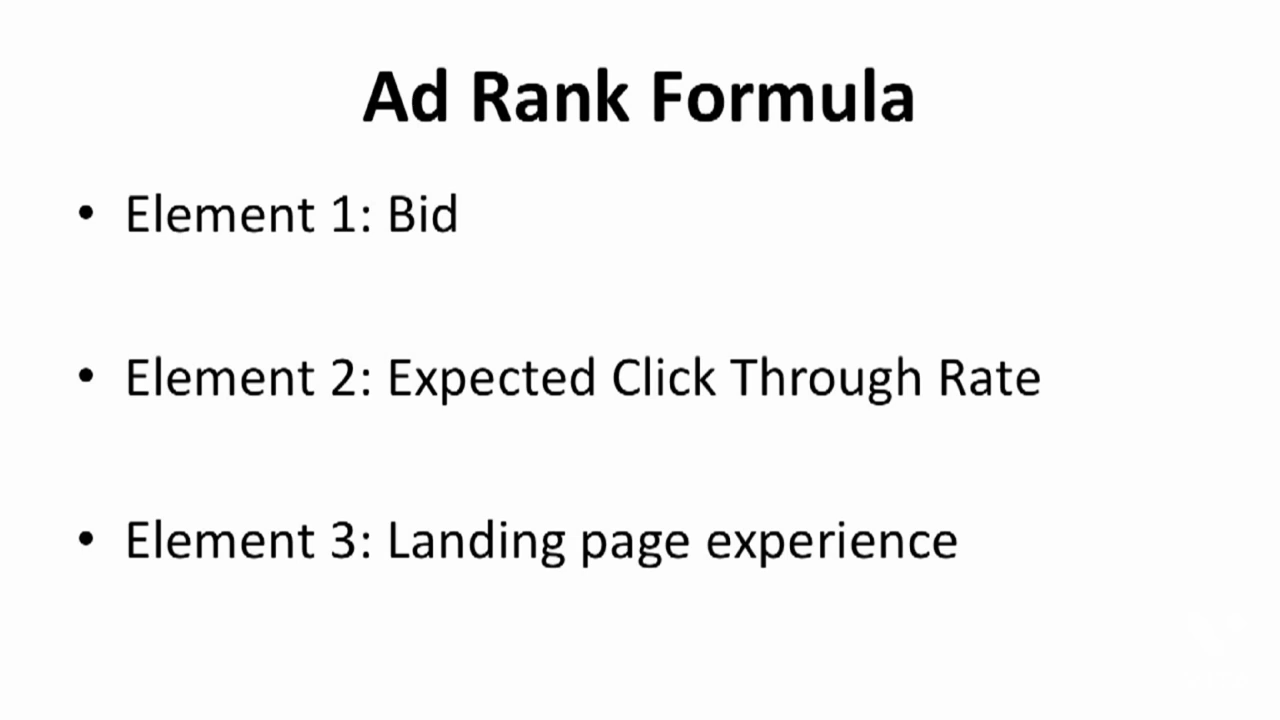 Ad Rank Formula
• Element 1: Bid
• Element 2: Expected Click Through Rate
• Element 3: Landing page experience